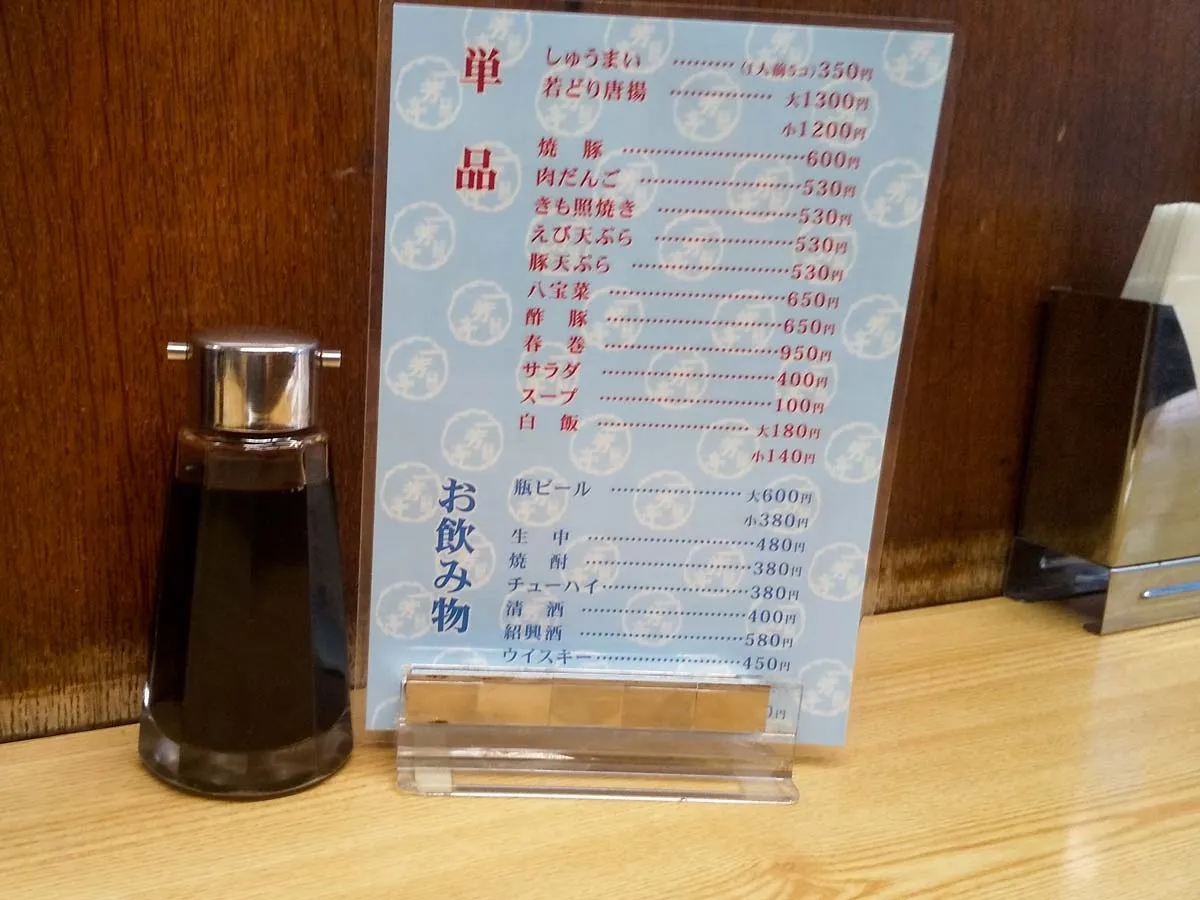 単品
しゅうまい ……… (1人前5コ)350円
若どり唐揚 ………… 大1300円
小1200円
焼 豚 ………………… 600円
肉だんご ………………… 530円
きも照焼き ………………… 530円
えび天ぷら ………………… 530円
豚天ぷら ………………… 530円
八宝菜 ………………… 650円
酢 豚 ………………… 650円
春 巻 ………………… 950円
サラダ ………………… 400円
スープ ………………… 100円
白 飯 ………………… 大180円
小140円
お飲み物
瓶ビール ……………… 大600円
小380円
生 中 ………………… 480円
焼 酎 ………………… 380円
チューハイ ………………… 380円
清 酒 ………………… 400円
紹興酒 ………………… 580円
ウイスキー ………………… 450円
0円